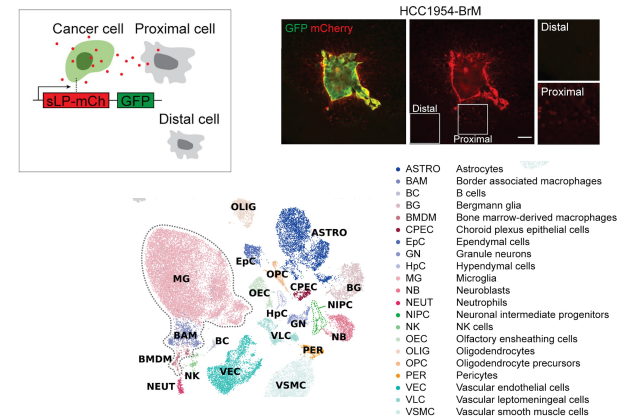 HCC1954-BrM
Cancer cell
Proximal cell
sLP-mCh
GFP
Distal cell
GFP mCherry
Distal
Proximal
Distal
Proximal
OLIG
ASTRO
EpC
OPC
MG
OEC
CPEC
BG
HpC
NIPC
GN
BAM
VLC
NB
BC
PER
BMDM
NK
VEC
VSMC
NEUT
ASTRO Astrocytes
BAM Border associated macrophages
BC B cells
BG Bergmann glia
BMDM Bone marrow-derived macrophages
CPEC Choroid plexus epithelial cells
EpC Ependymal cells
GN Granule neurons
HpC Hypendymal cells
MG Microglia
NB Neuroblasts
NEUT Neutrophils
NIPC Neuronal intermediate progenitors
NK NK cells
OEC Olfactory ensheathing cells
OLIG Oligodendrocytes
OPC Oligodendrocyte precursors
PER Pericytes
VEC Vascular endothelial cells
VLC Vascular leptomeningeal cells
VSMC Vascular smooth muscle cells